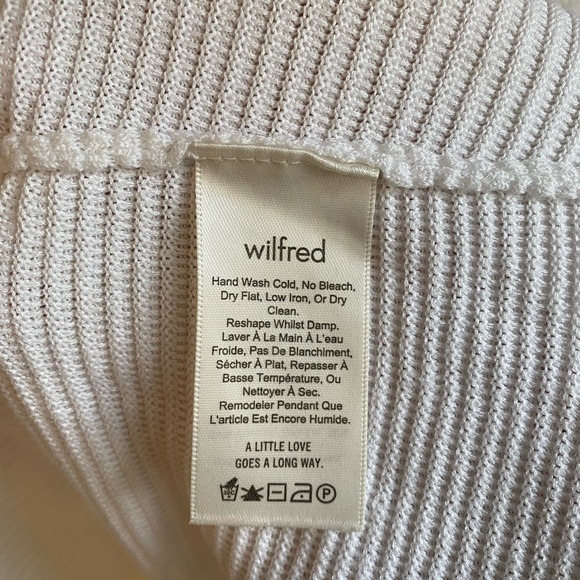 wilfred
Hand Wash Cold, No Bleach,
Dry Flat, Low Iron, Or Dry
Clean.
Reshape Whilst Damp.
Laver À La Main À L'eau
Froide, Pas De Blanchiment,
Sécher À Plat, Repasser À
Basse Température, Ou
Nettoyer À Sec.
Remodeler Pendant Que
L'article Est Encore Humide.
A LITTLE LOVE
GOES A LONG WAY.
30C P